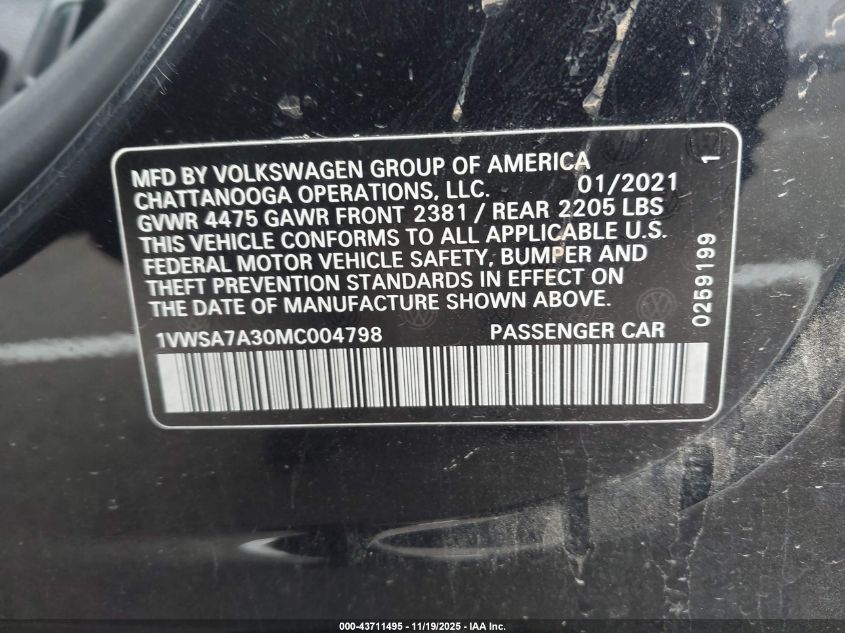 MFD BY VOLKSWAGEN GROUP OF AMERICA
CHATTANOOGA OPERATIONS, LLC. 01/2021
GVWR 4475 GAWR FRONT 2381 / REAR 2205 LBS
THIS VEHICLE CONFORMS TO ALL APPLICABLE U.S.
FEDERAL MOTOR VEHICLE SAFETY, BUMPER AND
THEFT PREVENTION STANDARDS IN EFFECT ON
THE DATE OF MANUFACTURE SHOWN ABOVE.
1VWSA7A30MC004798 PASSENGER CAR
0259199 1
000-43711495 - 11/19/2025 - IAA Inc.